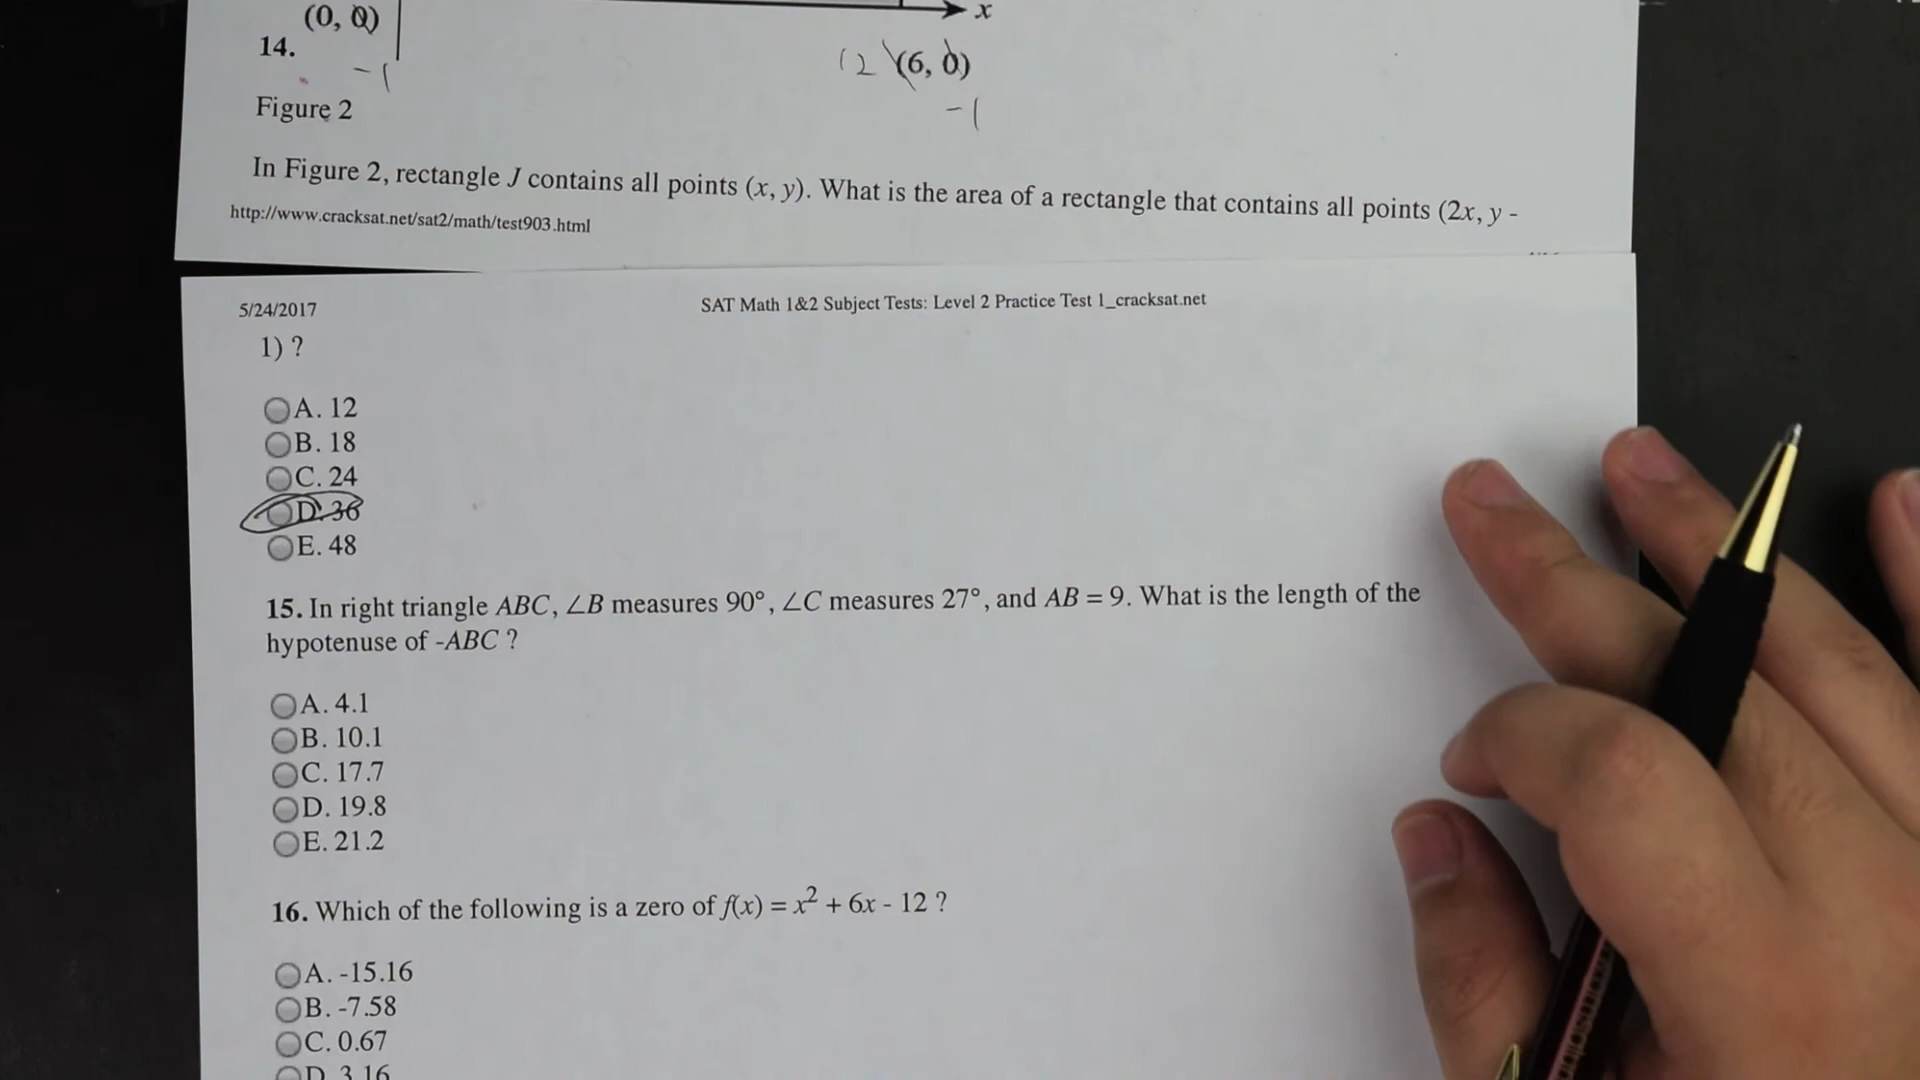 (0, 0)
x
14.
-1
12 (6, 0)
-1
Figure 2
In Figure 2, rectangle J contains all points (x, y). What is the area of a rectangle that contains all points (2x, y -
http://www.cracksat.net/sat2/math/test903.html
5/24/2017
SAT Math 1&2 Subject Tests: Level 2 Practice Test 1_cracksat.net
1) ?
A. 12
B. 18
C. 24
D. 36
E. 48
15. In right triangle ABC, ∠B measures 90°, ∠C measures 27°, and AB = 9. What is the length of the
hypotenuse of -ABC ?
A. 4.1
B. 10.1
C. 17.7
D. 19.8
E. 21.2
16. Which of the following is a zero of f(x) = x² + 6x - 12 ?
A. -15.16
B. -7.58
C. 0.67
D. 3.16